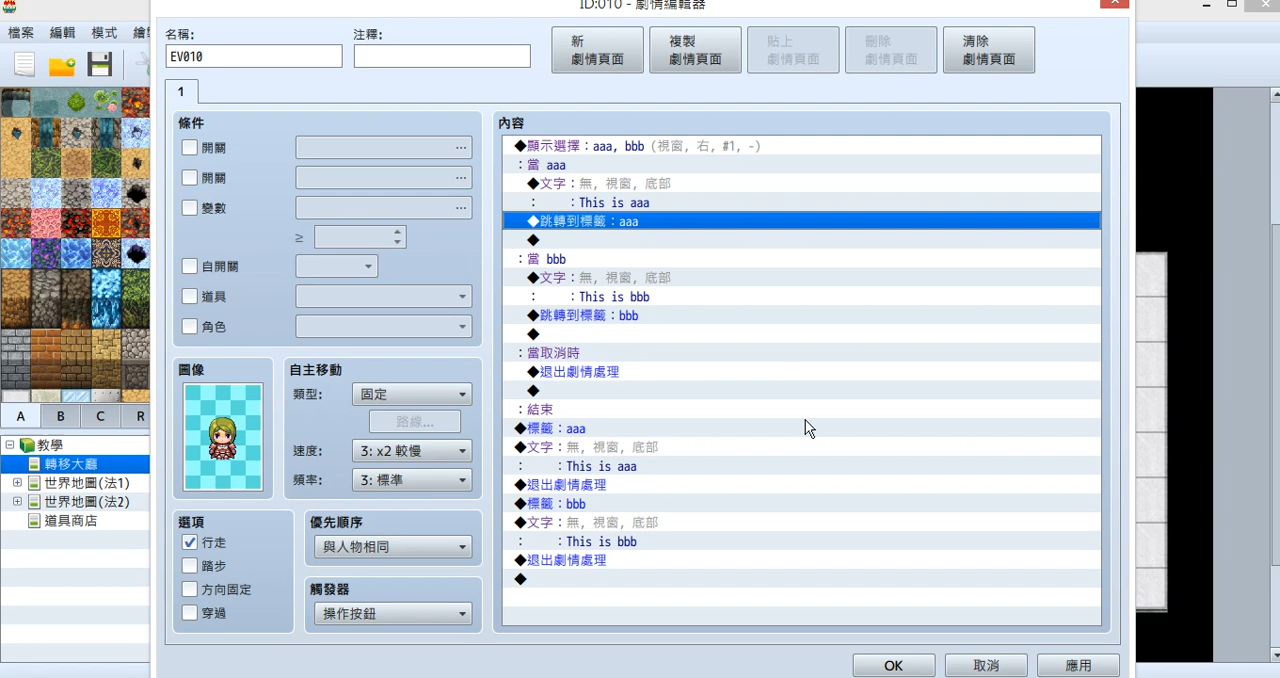 ID:010 - 劇情編輯器
檔案 編輯 模式
名稱:
EV010
注釋:
新
劇情頁面
複製
劇情頁面
貼上
劇情頁面
刪除
劇情頁面
清除
劇情頁面
1
條件
開關 ...
開關 ...
變數 ...
≥
自開關
道具
角色
圖像
自主移動
類型: 固定
路線...
速度: 3: x2 較慢
頻率: 3: 標準
選項
行走
踏步
方向固定
穿過
優先順序
與人物相同
觸發器
操作按鈕
內容
◆顯示選擇：aaa, bbb (視窗, 右, #1, -)
：當 aaa
◆文字：無, 視窗, 底部
：　：This is aaa
◆跳轉到標籤：aaa
◆
：當 bbb
◆文字：無, 視窗, 底部
：　：This is bbb
◆跳轉到標籤：bbb
◆
：當取消時
◆退出劇情處理
◆
：結束
◆標籤：aaa
◆文字：無, 視窗, 底部
：　：This is aaa
◆退出劇情處理
◆標籤：bbb
◆文字：無, 視窗, 底部
：　：This is bbb
◆退出劇情處理
◆
A B C R
教學
轉移大廳
世界地圖(法1)
世界地圖(法2)
道具商店
OK 取消 應用